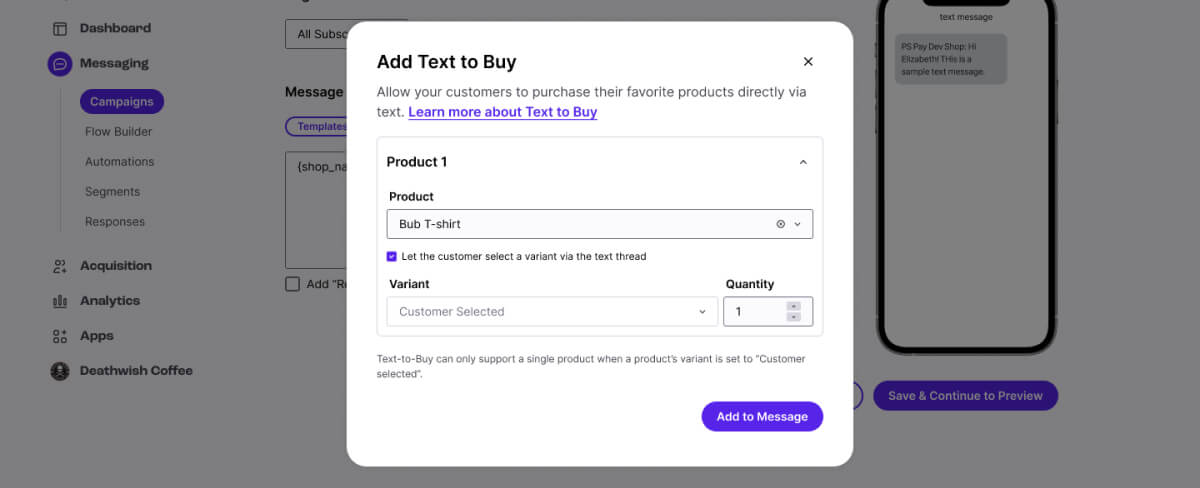 Dashboard
Messaging
Campaigns
Flow Builder
Automations
Segments
Responses
Acquisition
Analytics
Apps
Deathwish Coffee
All Subsc
Message
Templates
{shop_na
Add "Re
Add Text to Buy
Allow your customers to purchase their favorite products directly via
text. Learn more about Text to Buy
Product 1
Product
Bub T-shirt
Let the customer select a variant via the text thread
Variant
Quantity
Customer Selected
1
Text-to-Buy can only support a single product when a product's variant is set to "Customer
selected".
Add to Message
text message
PS Pay Dev Shop: Hi
Elizabeth! THis is a
sample text message.
Save & Continue to Preview